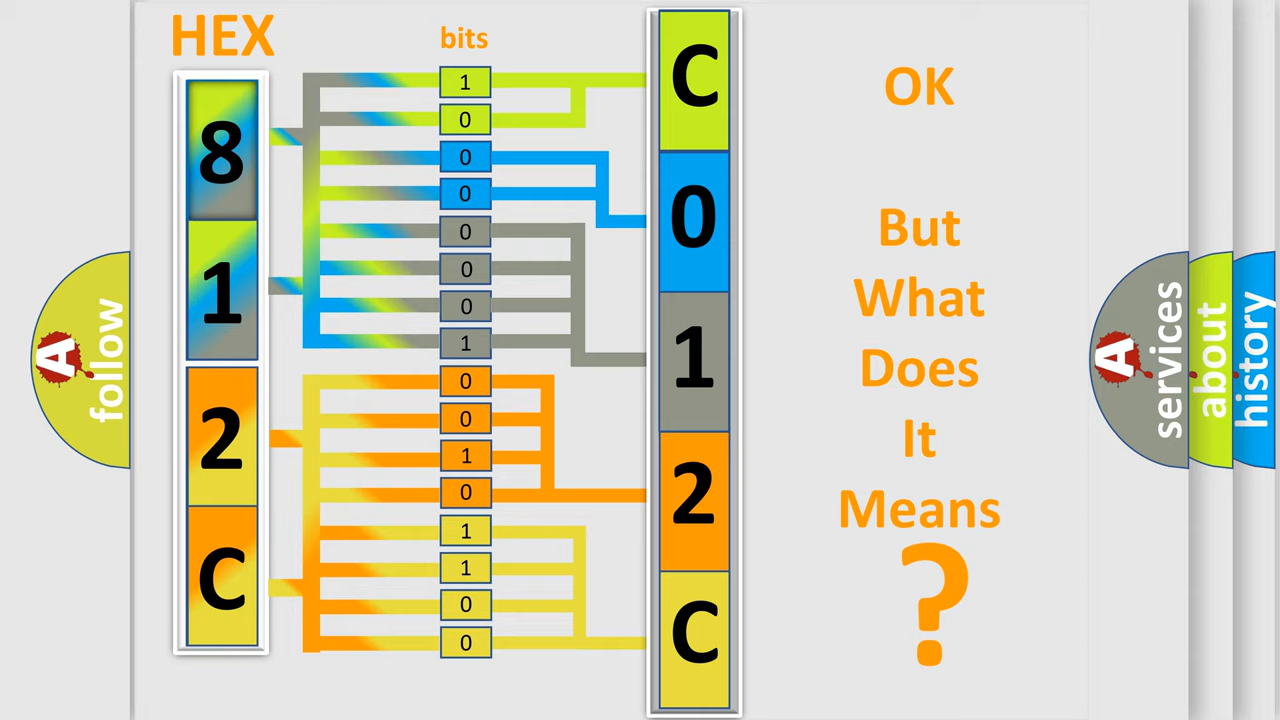 HEX
bits
8
1
2
C
1
0
0
0
0
0
0
1
0
0
1
0
1
1
0
0
C
0
1
2
C
OK
But
What
Does
It
Means
?
A
follow
A
services
about
history